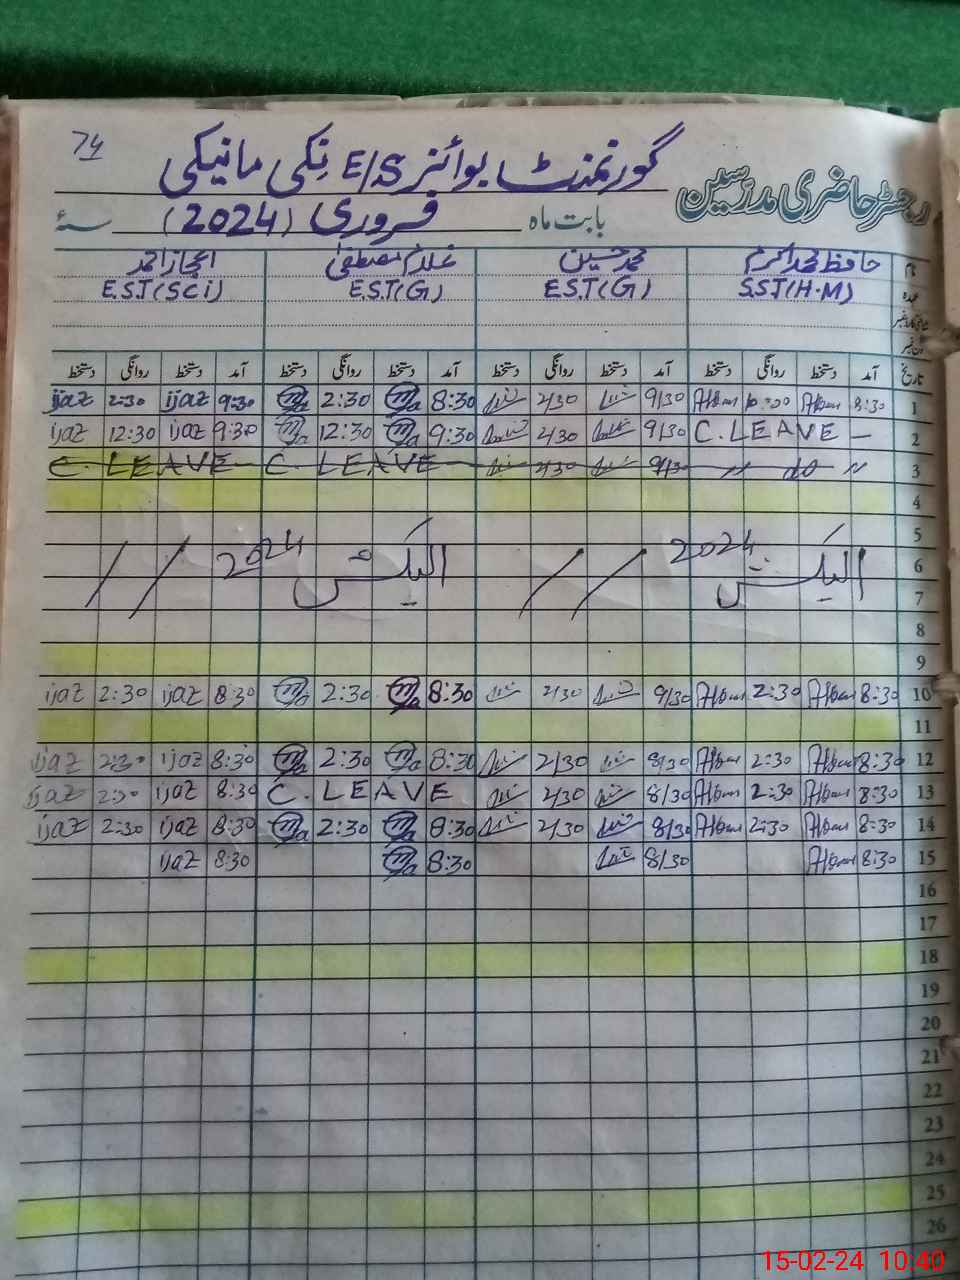 74
گورنمنٹ بوائنر E/S نِکی مانیکی
رجسٹر حاضری مدرسین
بابت ماہ فروری (2024) سنہ
نام حافظ محمد اکرم محمد حسین غلام مصطفیٰ اعجاز احمد
عہدہ S.S.T(H.M) E.S.T(G) E.S.T(G) E.S.T(SCi)
تاریخ آمد دستخط روانگی دستخط آمد دستخط روانگی دستخط آمد دستخط روانگی دستخط آمد دستخط روانگی دستخط
1 8:30 9/30 2/30 8:30 2:30 9:30 ijaz 2:30 ijaz
2 C.LEAVE — 9/30 2/30 9:30 12:30 9:30 ijaz 12:30 ijaz
3 〃 do 〃 9/30 2/30 C. LEAVE C. LEAVE
4
5
6 الیکشن 2024 // الیکشن 2024 //
7
8
9
10 8:30 2:30 9/30 2/30 8:30 2:30 8:30 ijaz 2:30 ijaz
11
12 8:30 2:30 8/30 2/30 8:30 2:30 8:30 ijaz 2:30 ijaz
13 8:30 2:30 8/30 2/30 C. LEAVE 8:30 ijaz 2:30 ijaz
14 8:30 2:30 8/30 2/30 8:30 2:30 8:30 ijaz 2:30 ijaz
15 8:30 8/30 8:30 8:30 ijaz
16
17
18
19
20
21
22
23
24
25
26
15-02-24 10:40